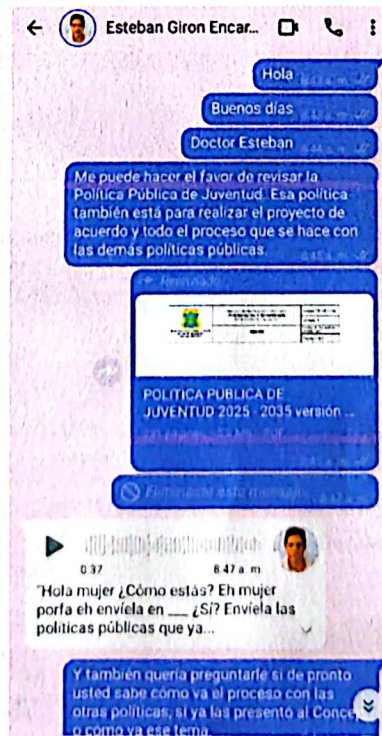 Esteban Giron Encar...
Hola
Buenos días
Doctor Esteban
Me puede hacer el favor de revisar la
Política Pública de Juventud. Esa política
también está para realizar el proyecto de
acuerdo y todo el proceso que se hace con
las demás políticas públicas.
Reenviado
POLITICA PÚBLICA DE
JUVENTUD 2025 - 2035 versión ...
Eliminaste este mensaje.
0:37
8:47 a. m.
"Hola mujer ¿Cómo estás? Eh mujer
porfa eh envíela en ___ ¿Sí? Envíela las
políticas públicas que ya...
Y también quería preguntarle si de pronto
usted sabe cómo va el proceso con las
otras políticas, si ya las presentó al Conce
o cómo va ese tema.